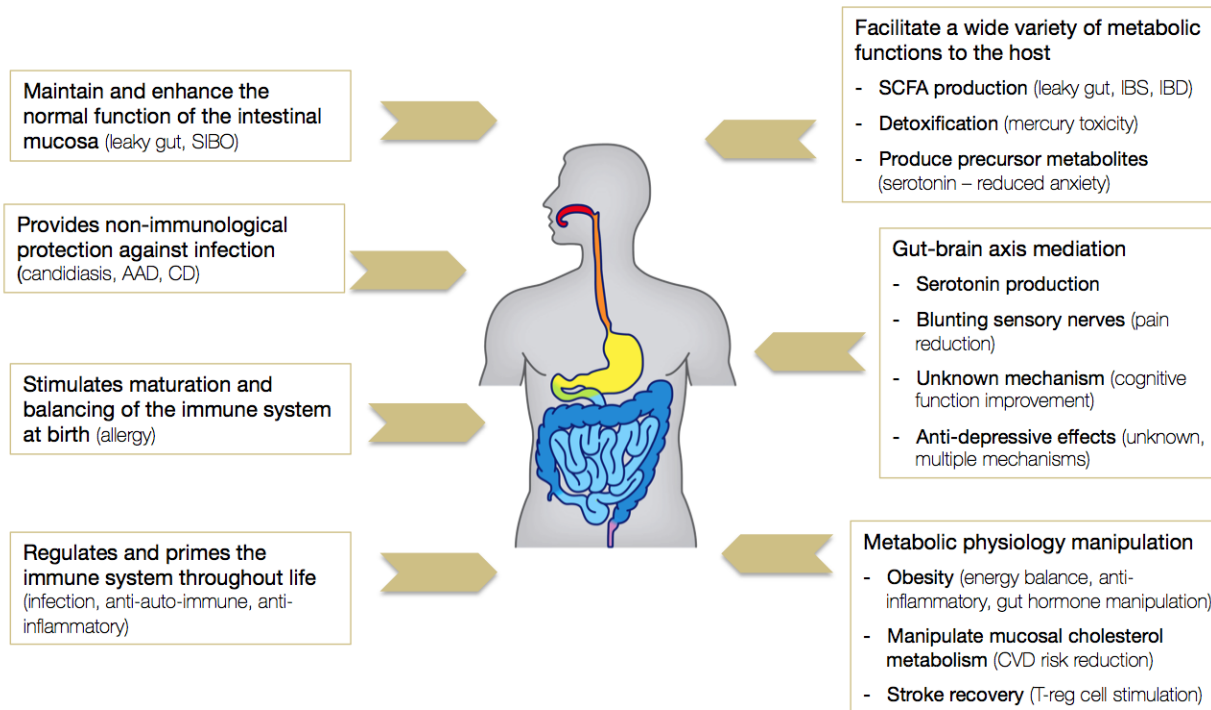 Maintain and enhance the
normal function of the intestinal
mucosa (leaky gut, SIBO)
Provides non-immunological
protection against infection
(candidiasis, AAD, CD)
Stimulates maturation and
balancing of the immune system
at birth (allergy)
Regulates and primes the
immune system throughout life
(infection, anti-auto-immune, anti-
inflammatory)
Facilitate a wide variety of metabolic
functions to the host
- SCFA production (leaky gut, IBS, IBD)
- Detoxification (mercury toxicity)
- Produce precursor metabolites
(serotonin – reduced anxiety)
Gut-brain axis mediation
- Serotonin production
- Blunting sensory nerves (pain
reduction)
- Unknown mechanism (cognitive
function improvement)
- Anti-depressive effects (unknown,
multiple mechanisms)
Metabolic physiology manipulation
- Obesity (energy balance, anti-
inflammatory, gut hormone manipulation)
- Manipulate mucosal cholesterol
metabolism (CVD risk reduction)
- Stroke recovery (T-reg cell stimulation)